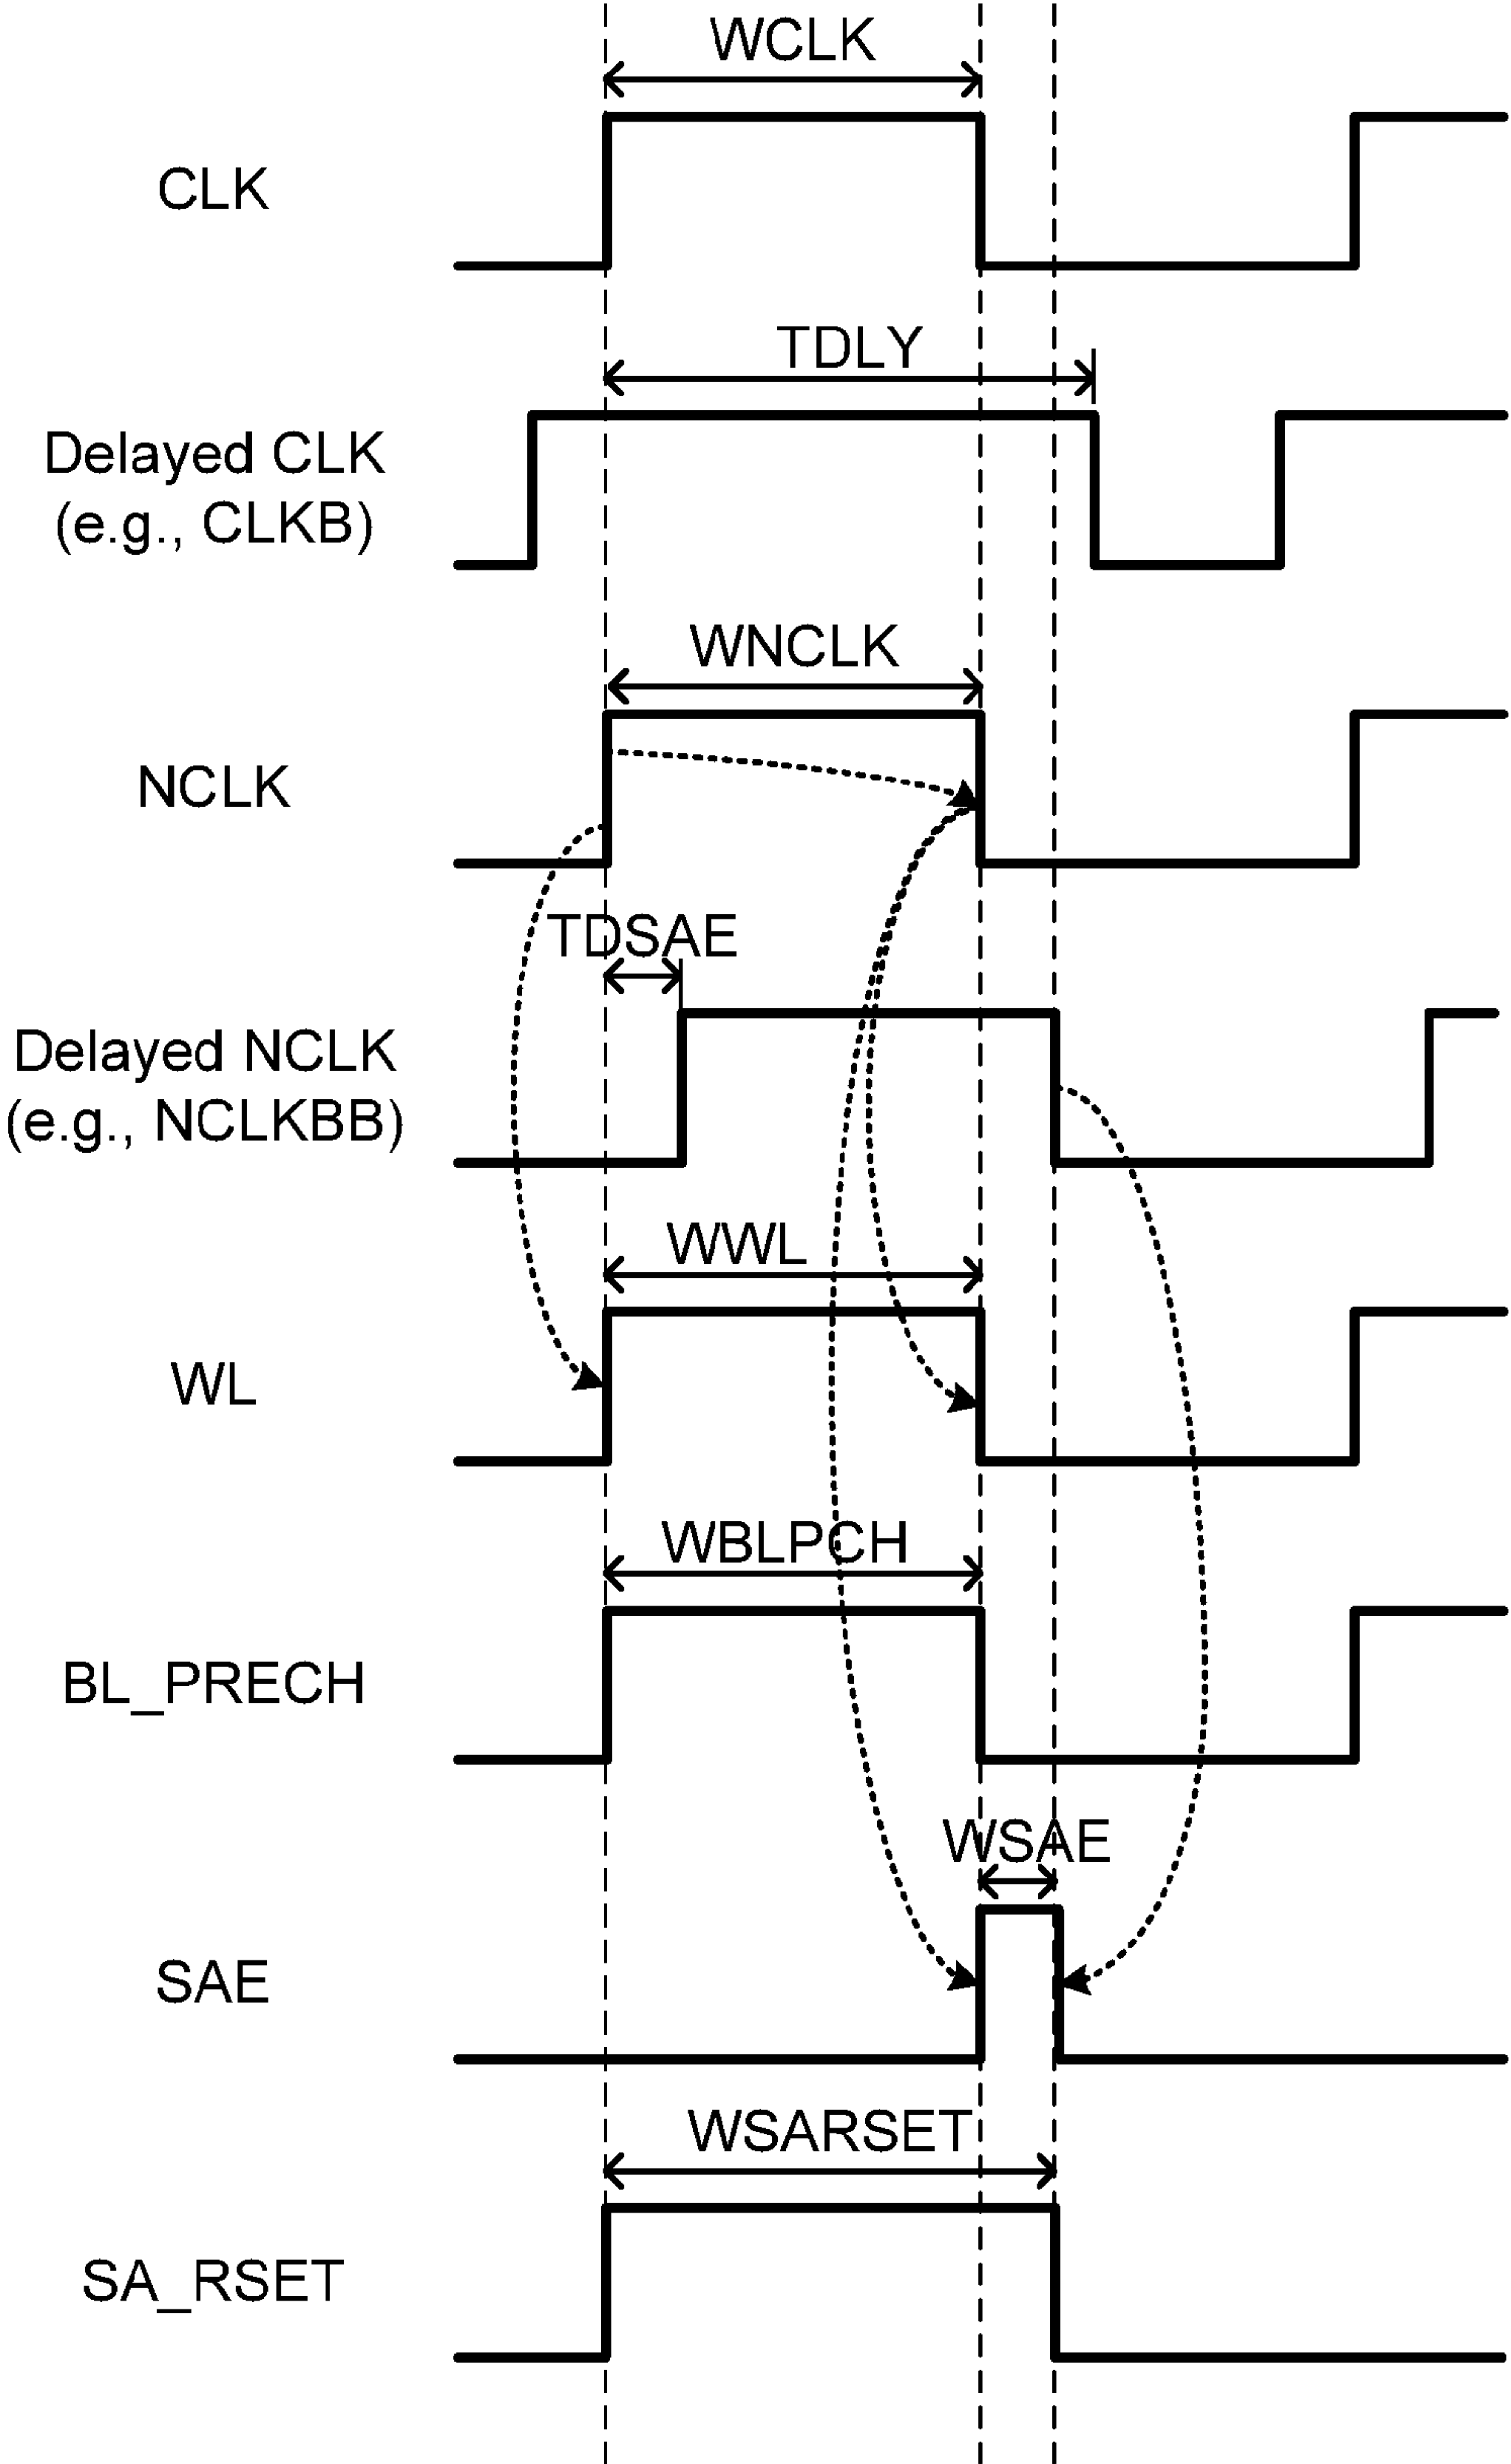 WCLK
CLK
TDLY
Delayed CLK
(e.g., CLKB)
WNCLK
NCLK
TDSAE
Delayed NCLK
(e.g., NCLKBB)
WWL
WL
WBLPCH
BL_PRECH
WSAE
SAE
WSARSET
SA_RSET